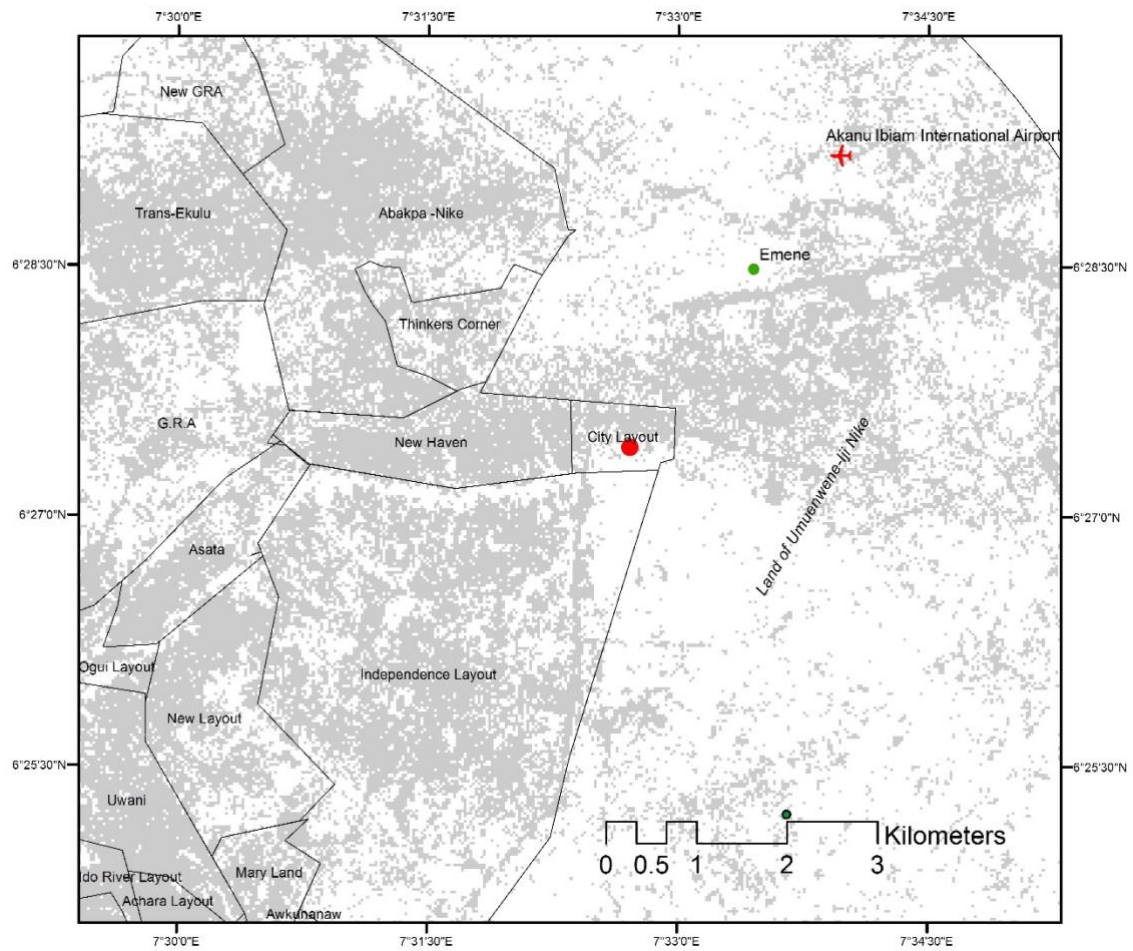 7°30'0"E
7°31'30"E
7°33'0"E
7°34'30"E
New GRA
Akanu Ibiam International Airport
Trans-Ekulu
Abakpa -Nike
Emene
6°28'30"N
6°28'30"N
Thinkers Corner
G.R.A
New Haven
City Layout
Land of Umuenwene-Iji Nike
6°27'0"N
6°27'0"N
Asata
Ogui Layout
Independence Layout
New Layout
6°25'30"N
6°25'30"N
Uwani
Kilometers
0 0.5 1 2 3
Ido River Layout
Mary Land
Achara Layout
Awkunanaw
7°30'0"E
7°31'30"E
7°33'0"E
7°34'30"E